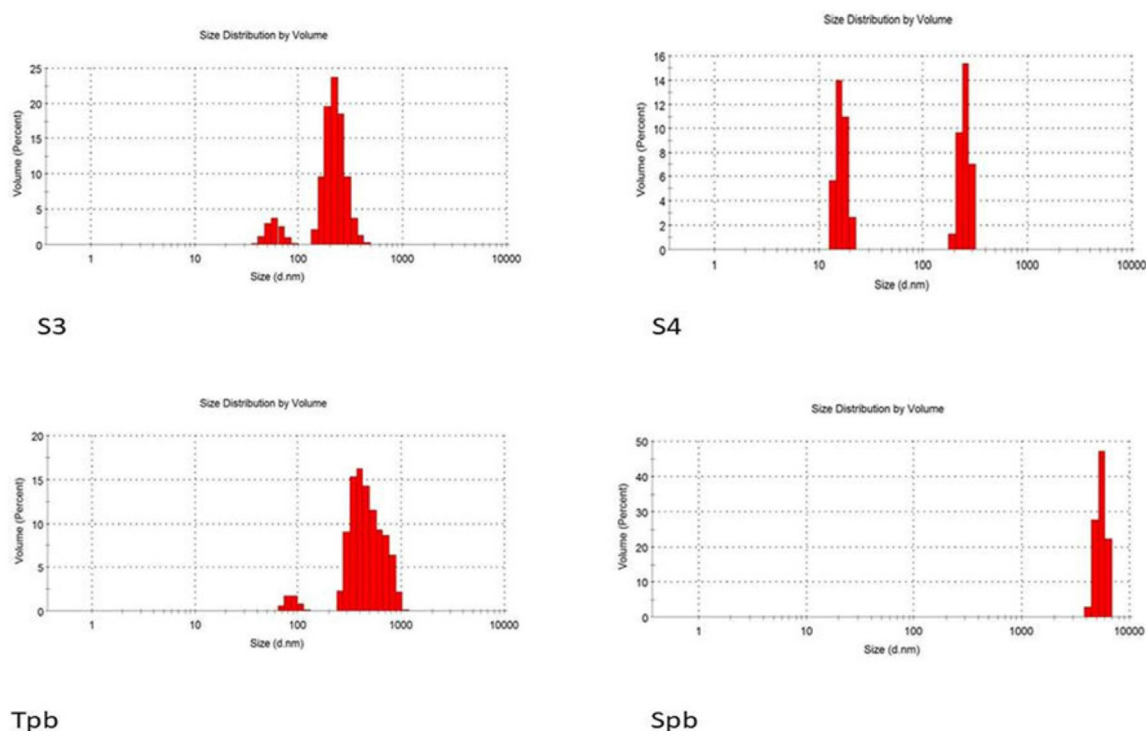 Size Distribution by Volume
25
20
15
10
5
0
Volume (Percent)
1 10 100 1000 10000
Size (d.nm)
S3
Size Distribution by Volume
16
14
12
10
8
6
4
2
0
Volume (Percent)
1 10 100 1000 10000
Size (d.nm)
S4
Size Distribution by Volume
20
15
10
5
0
Volume (Percent)
1 10 100 1000 10000
Size (d.nm)
Tpb
Size Distribution by Volume
50
40
30
20
10
0
Volume (Percent)
1 10 100 1000 10000
Size (d.nm)
Spb